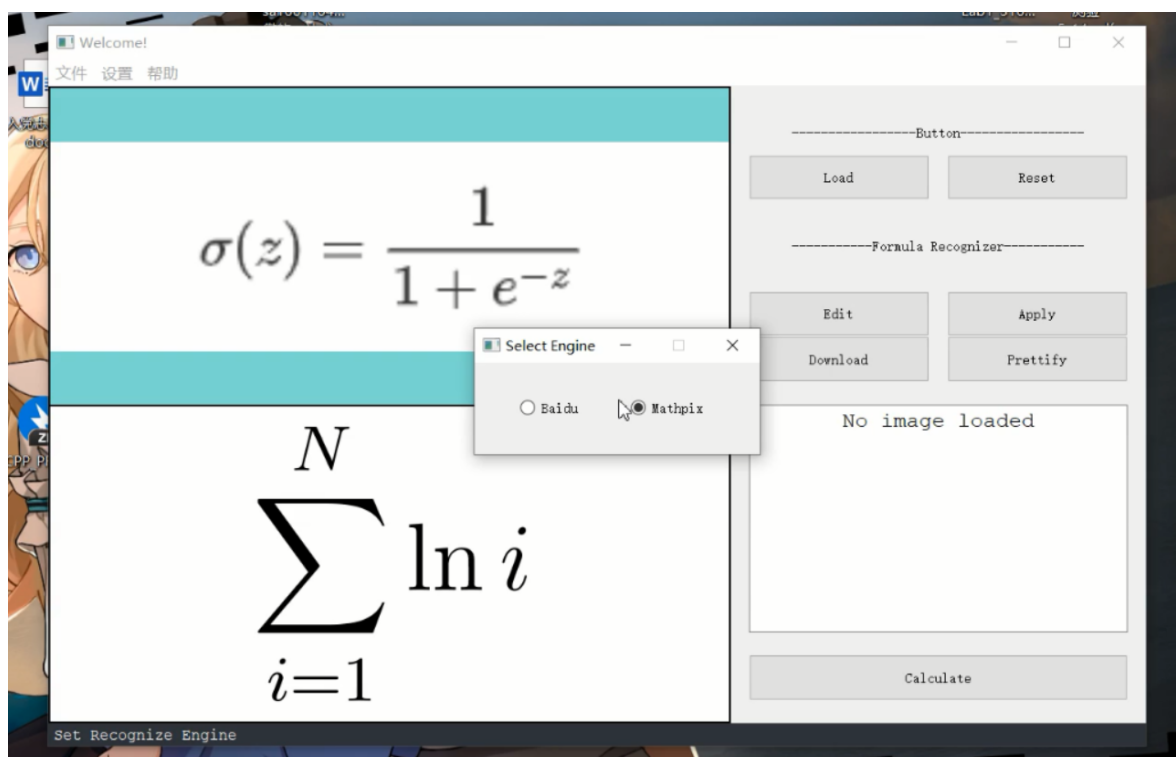 Welcome!
文件 设置 帮助
W
doc
σ(z) = 1 / (1 + e^{-z})
-----------------Button-----------------
Load Reset
-----------Formula Recognizer-----------
Edit Apply
Download Prettify
Select Engine
Baidu Mathpix
No image loaded
N
∑ ln i
i=1
Calculate
Set Recognize Engine